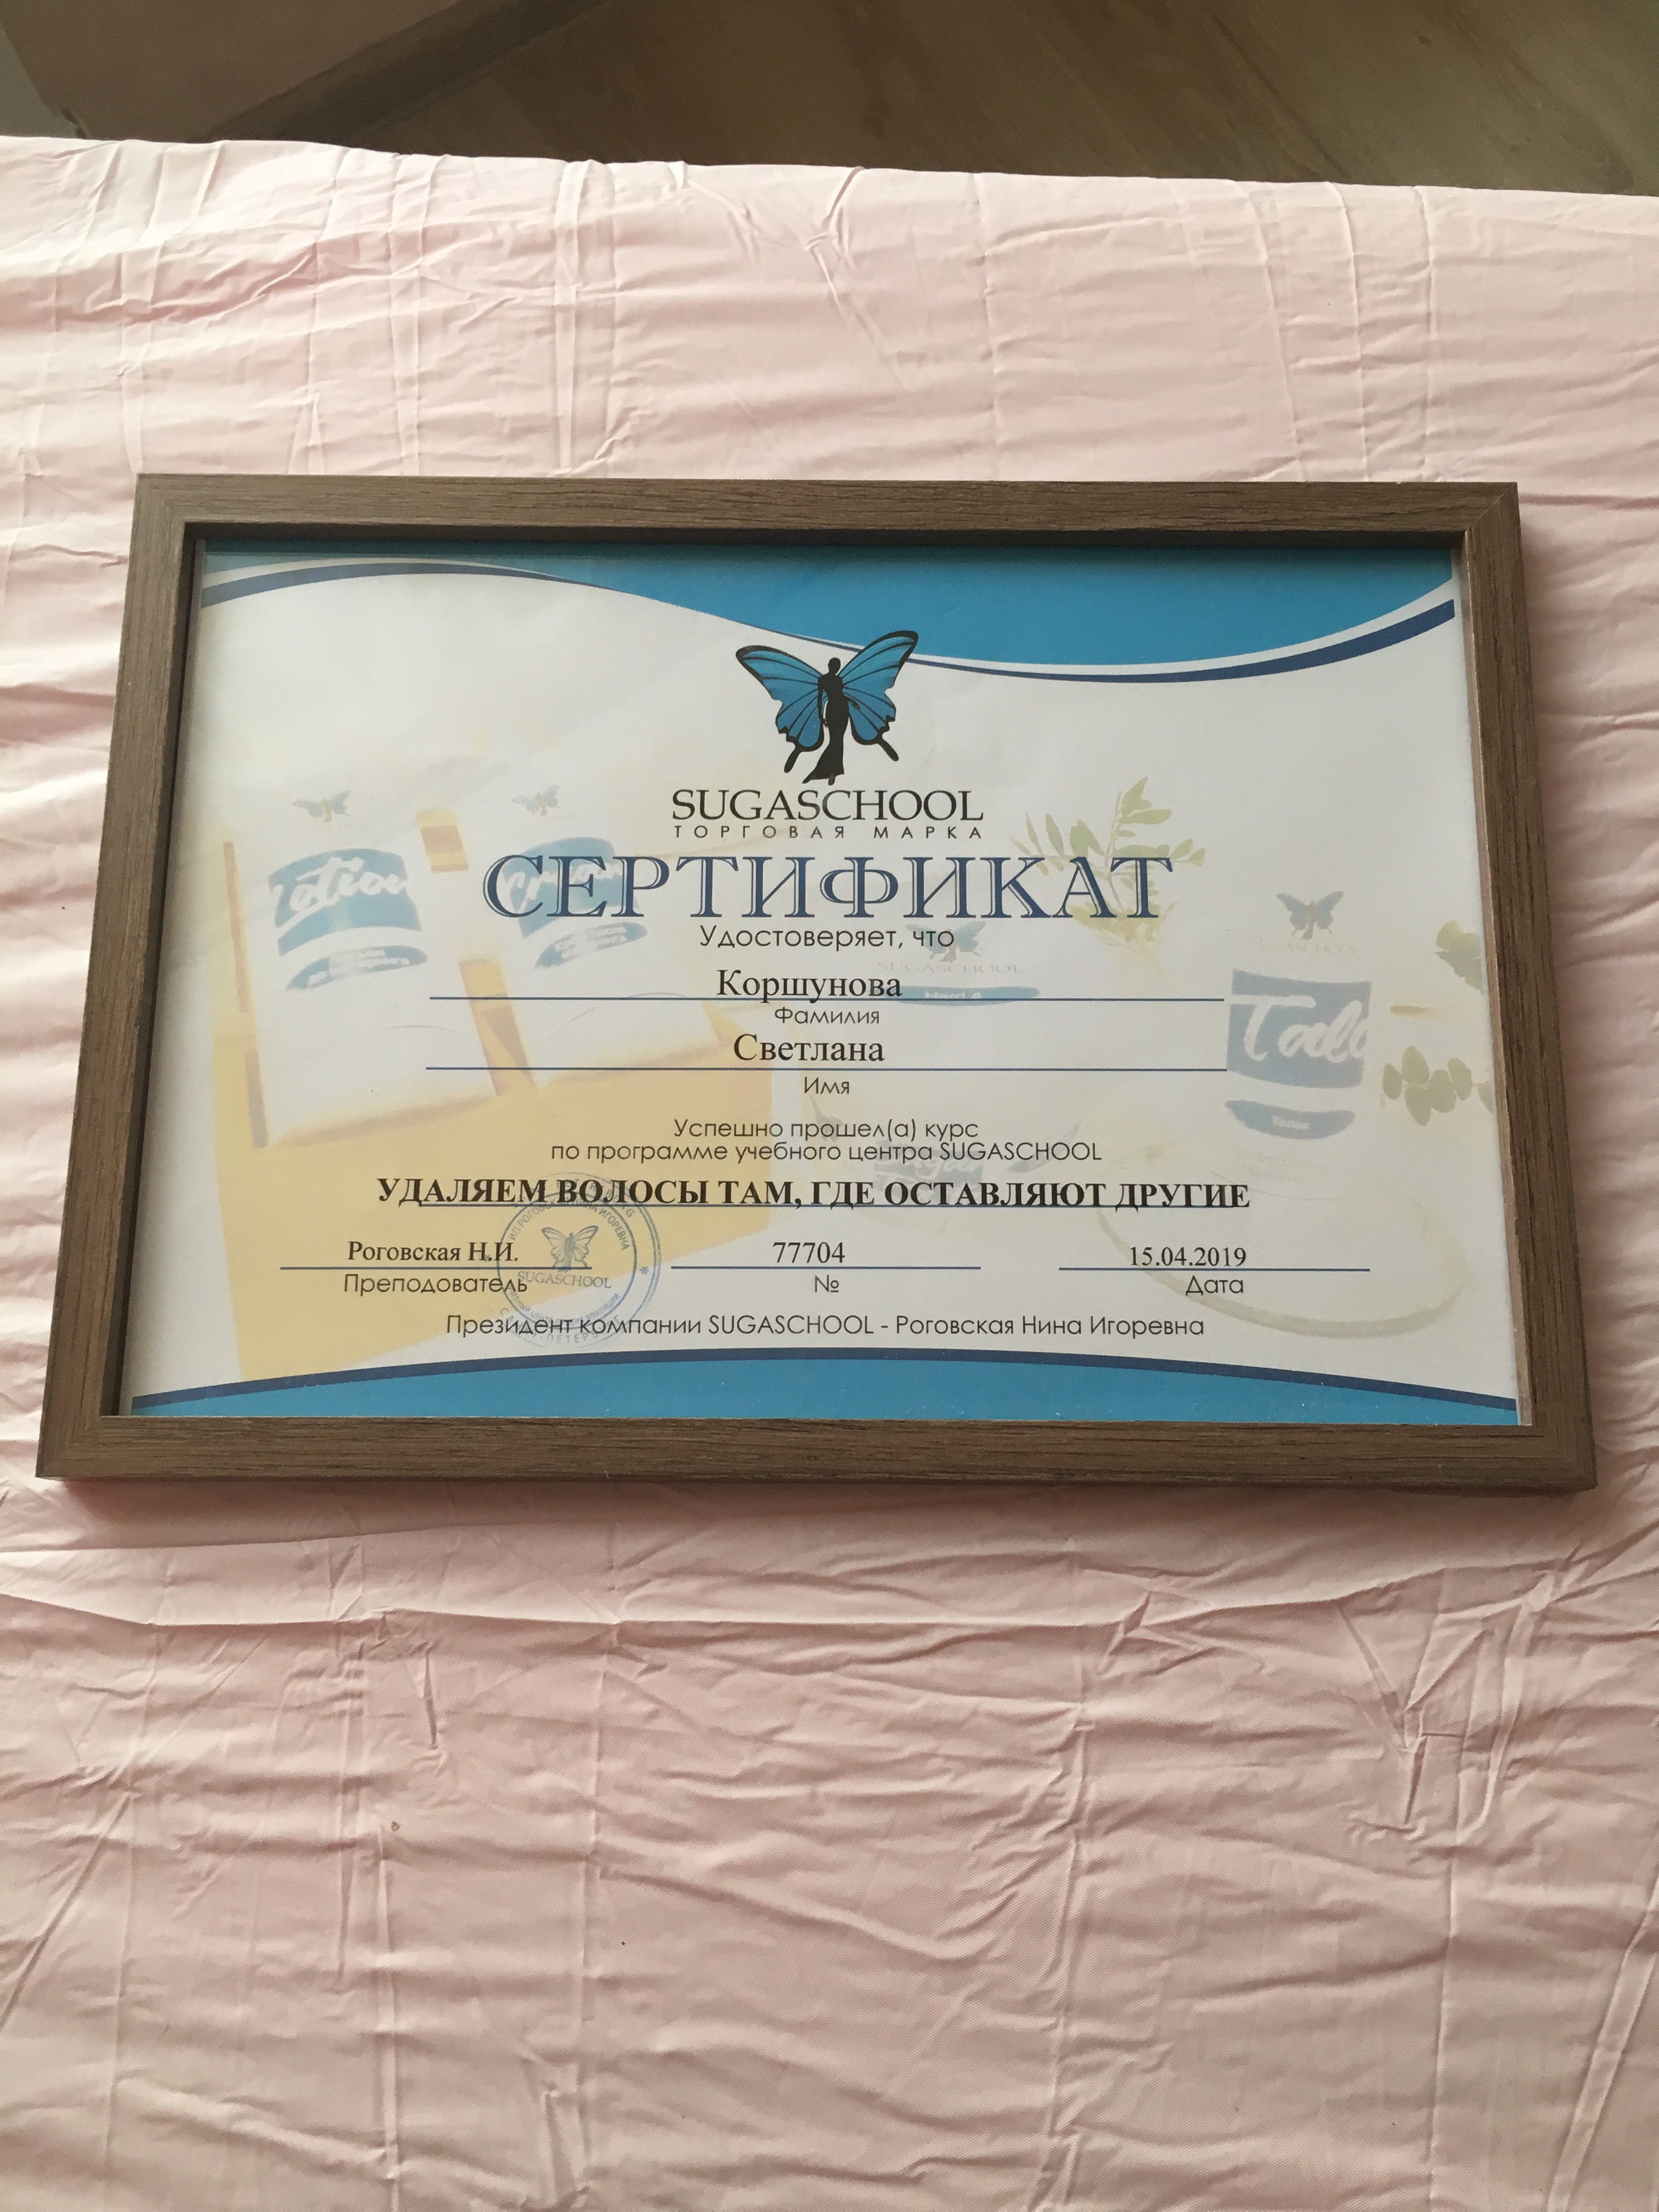 SUGASCHOOL
ТОРГОВАЯ МАРКА
СЕРТИФИКАТ
Удостоверяет, что
Коршунова
Фамилия
Светлана
Имя
Успешно прошел(а) курс
по программе учебного центра SUGASCHOOL
УДАЛЯЕМ ВОЛОСЫ ТАМ, ГДЕ ОСТАВЛЯЮТ ДРУГИЕ
Роговская Н.И. 77704 15.04.2019
Преподователь № Дата
SUGASCHOOL
Президент компании SUGASCHOOL - Роговская Нина Игоревна